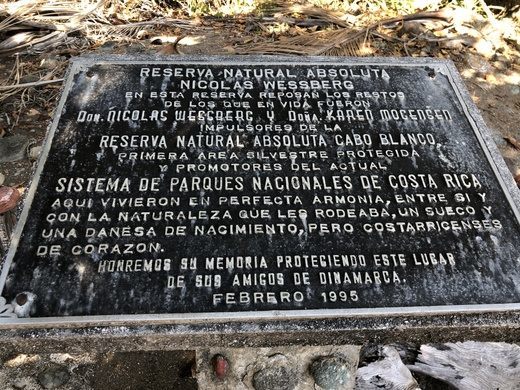 RESERVA NATURAL ABSOLUTA
NICOLAS WESSBERG
EN ESTA RESERVA REPOSAN LOS RESTOS
DE LOS QUE EN VIDA FUERON
DON. NICOLAS WESSBERG Y DOÑA. KAREN MOGENSEN
IMPULSORES DE LA
RESERVA NATURAL ABSOLUTA CABO BLANCO,
PRIMERA AREA SILVESTRE PROTEGIDA
Y PROMOTORES DEL ACTUAL
SISTEMA DE PARQUES NACIONALES DE COSTA RICA
AQUI VIVIERON EN PERFECTA ARMONÍA, ENTRE SI Y
CON LA NATURALEZA QUE LES RODEABA, UN SUECO Y
UNA DANESA DE NACIMIENTO, PERO COSTARRICENSES
DE CORAZON.
HONREMOS SU MEMORIA PROTEGIENDO ESTE LUGAR
DE SUS AMIGOS DE DINAMARCA.
FEBRERO 1995